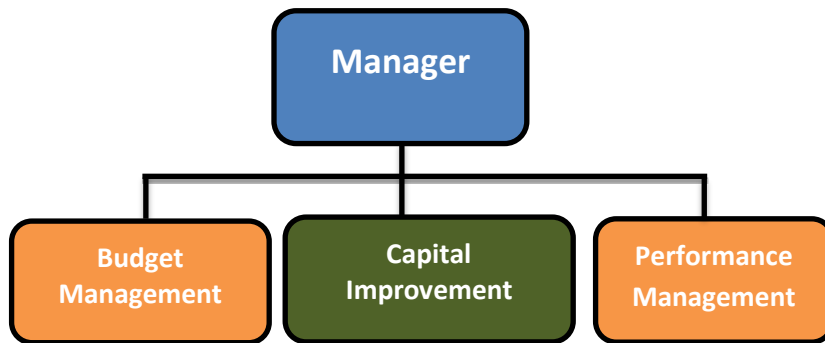 Manager
Budget
Management
Capital
Improvement
Performance
Management